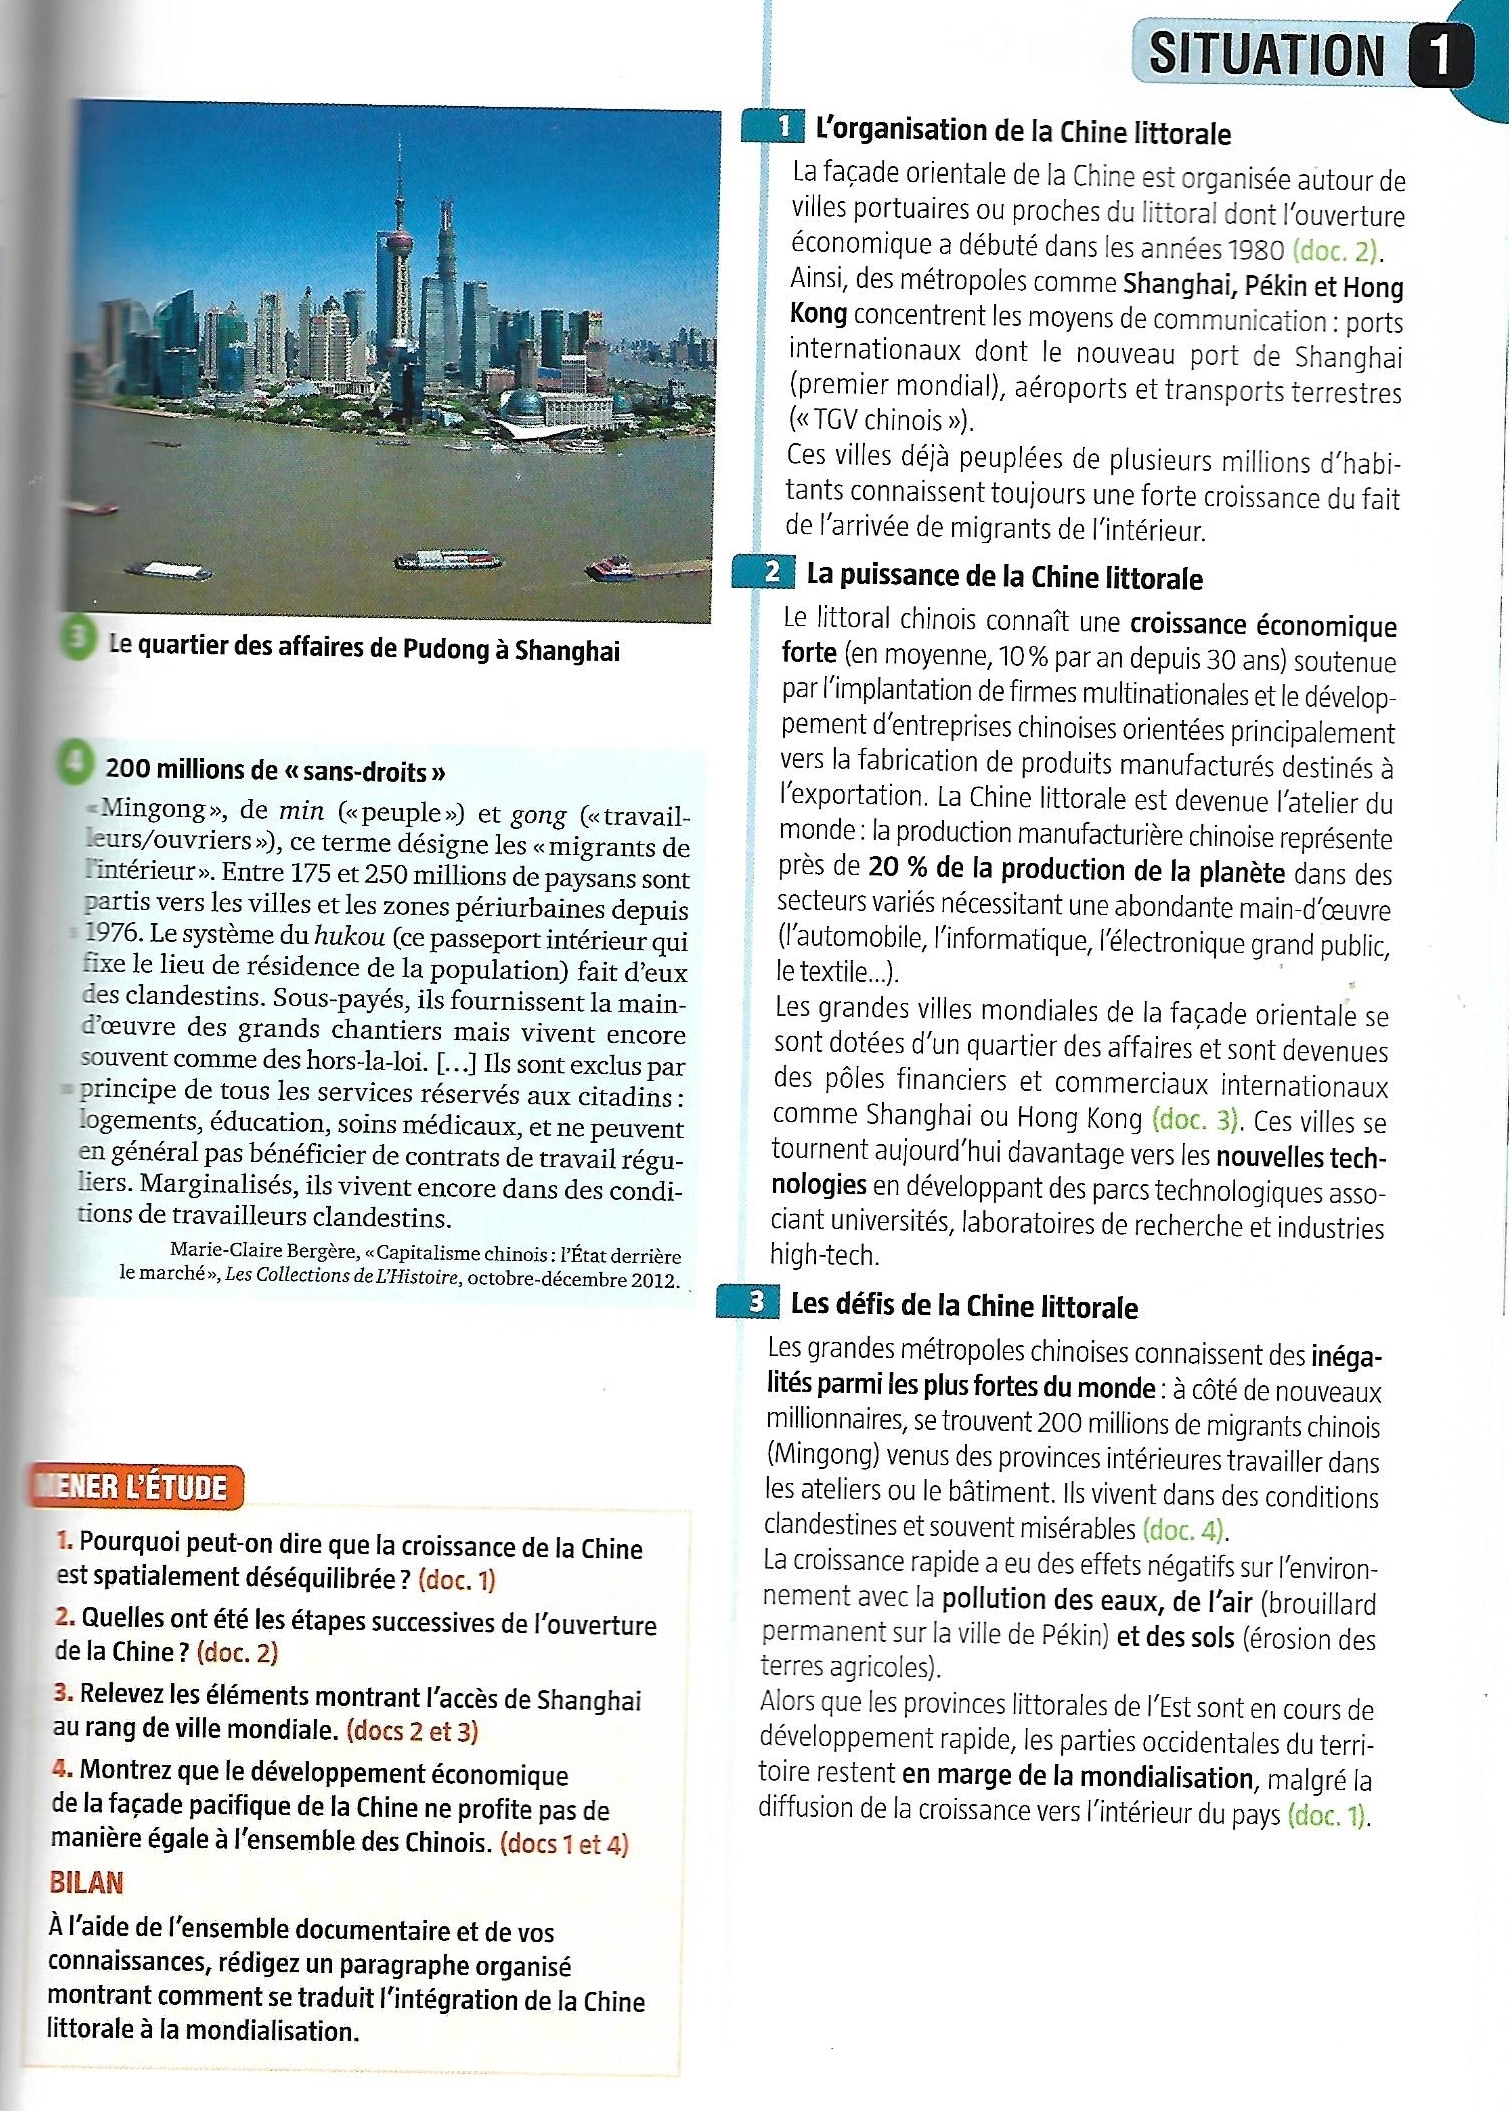 SITUATION 1
3 Le quartier des affaires de Pudong à Shanghai
4 200 millions de « sans-droits »
«Mingong», de min («peuple») et gong («travail-
leurs/ouvriers»), ce terme désigne les «migrants de
l'intérieur». Entre 175 et 250 millions de paysans sont
partis vers les villes et les zones périurbaines depuis
5 1976. Le système du hukou (ce passeport intérieur qui
fixe le lieu de résidence de la population) fait d'eux
des clandestins. Sous-payés, ils fournissent la main-
d'œuvre des grands chantiers mais vivent encore
souvent comme des hors-la-loi. [...] Ils sont exclus par
principe de tous les services réservés aux citadins :
logements, éducation, soins médicaux, et ne peuvent
en général pas bénéficier de contrats de travail régu-
liers. Marginalisés, ils vivent encore dans des condi-
tions de travailleurs clandestins.
Marie-Claire Bergère, «Capitalisme chinois : l'État derrière
le marché», Les Collections de L'Histoire, octobre-décembre 2012.
MENER L'ÉTUDE
1. Pourquoi peut-on dire que la croissance de la Chine
est spatialement déséquilibrée ? (doc. 1)
2. Quelles ont été les étapes successives de l'ouverture
de la Chine ? (doc. 2)
3. Relevez les éléments montrant l'accès de Shanghai
au rang de ville mondiale. (docs 2 et 3)
4. Montrez que le développement économique
de la façade pacifique de la Chine ne profite pas de
manière égale à l'ensemble des Chinois. (docs 1 et 4)
BILAN
À l'aide de l'ensemble documentaire et de vos
connaissances, rédigez un paragraphe organisé
montrant comment se traduit l'intégration de la Chine
littorale à la mondialisation.
1 L'organisation de la Chine littorale
La façade orientale de la Chine est organisée autour de
villes portuaires ou proches du littoral dont l'ouverture
économique a débuté dans les années 1980 (doc. 2).
Ainsi, des métropoles comme Shanghai, Pékin et Hong
Kong concentrent les moyens de communication : ports
internationaux dont le nouveau port de Shanghai
(premier mondial), aéroports et transports terrestres
(« TGV chinois »).
Ces villes déjà peuplées de plusieurs millions d'habi-
tants connaissent toujours une forte croissance du fait
de l'arrivée de migrants de l'intérieur.
2 La puissance de la Chine littorale
Le littoral chinois connaît une croissance économique
forte (en moyenne, 10 % par an depuis 30 ans) soutenue
par l'implantation de firmes multinationales et le dévelop-
pement d'entreprises chinoises orientées principalement
vers la fabrication de produits manufacturés destinés à
l'exportation. La Chine littorale est devenue l'atelier du
monde : la production manufacturière chinoise représente
près de 20 % de la production de la planète dans des
secteurs variés nécessitant une abondante main-d'œuvre
(l'automobile, l'informatique, l'électronique grand public,
le textile...).
Les grandes villes mondiales de la façade orientale se
sont dotées d'un quartier des affaires et sont devenues
des pôles financiers et commerciaux internationaux
comme Shanghai ou Hong Kong (doc. 3). Ces villes se
tournent aujourd'hui davantage vers les nouvelles tech-
nologies en développant des parcs technologiques asso-
ciant universités, laboratoires de recherche et industries
high-tech.
3 Les défis de la Chine littorale
Les grandes métropoles chinoises connaissent des inéga-
lités parmi les plus fortes du monde : à côté de nouveaux
millionnaires, se trouvent 200 millions de migrants chinois
(Mingong) venus des provinces intérieures travailler dans
les ateliers ou le bâtiment. Ils vivent dans des conditions
clandestines et souvent misérables (doc. 4).
La croissance rapide a eu des effets négatifs sur l'environ-
nement avec la pollution des eaux, de l'air (brouillard
permanent sur la ville de Pékin) et des sols (érosion des
terres agricoles).
Alors que les provinces littorales de l'Est sont en cours de
développement rapide, les parties occidentales du terri-
toire restent en marge de la mondialisation, malgré la
diffusion de la croissance vers l'intérieur du pays (doc. 1).